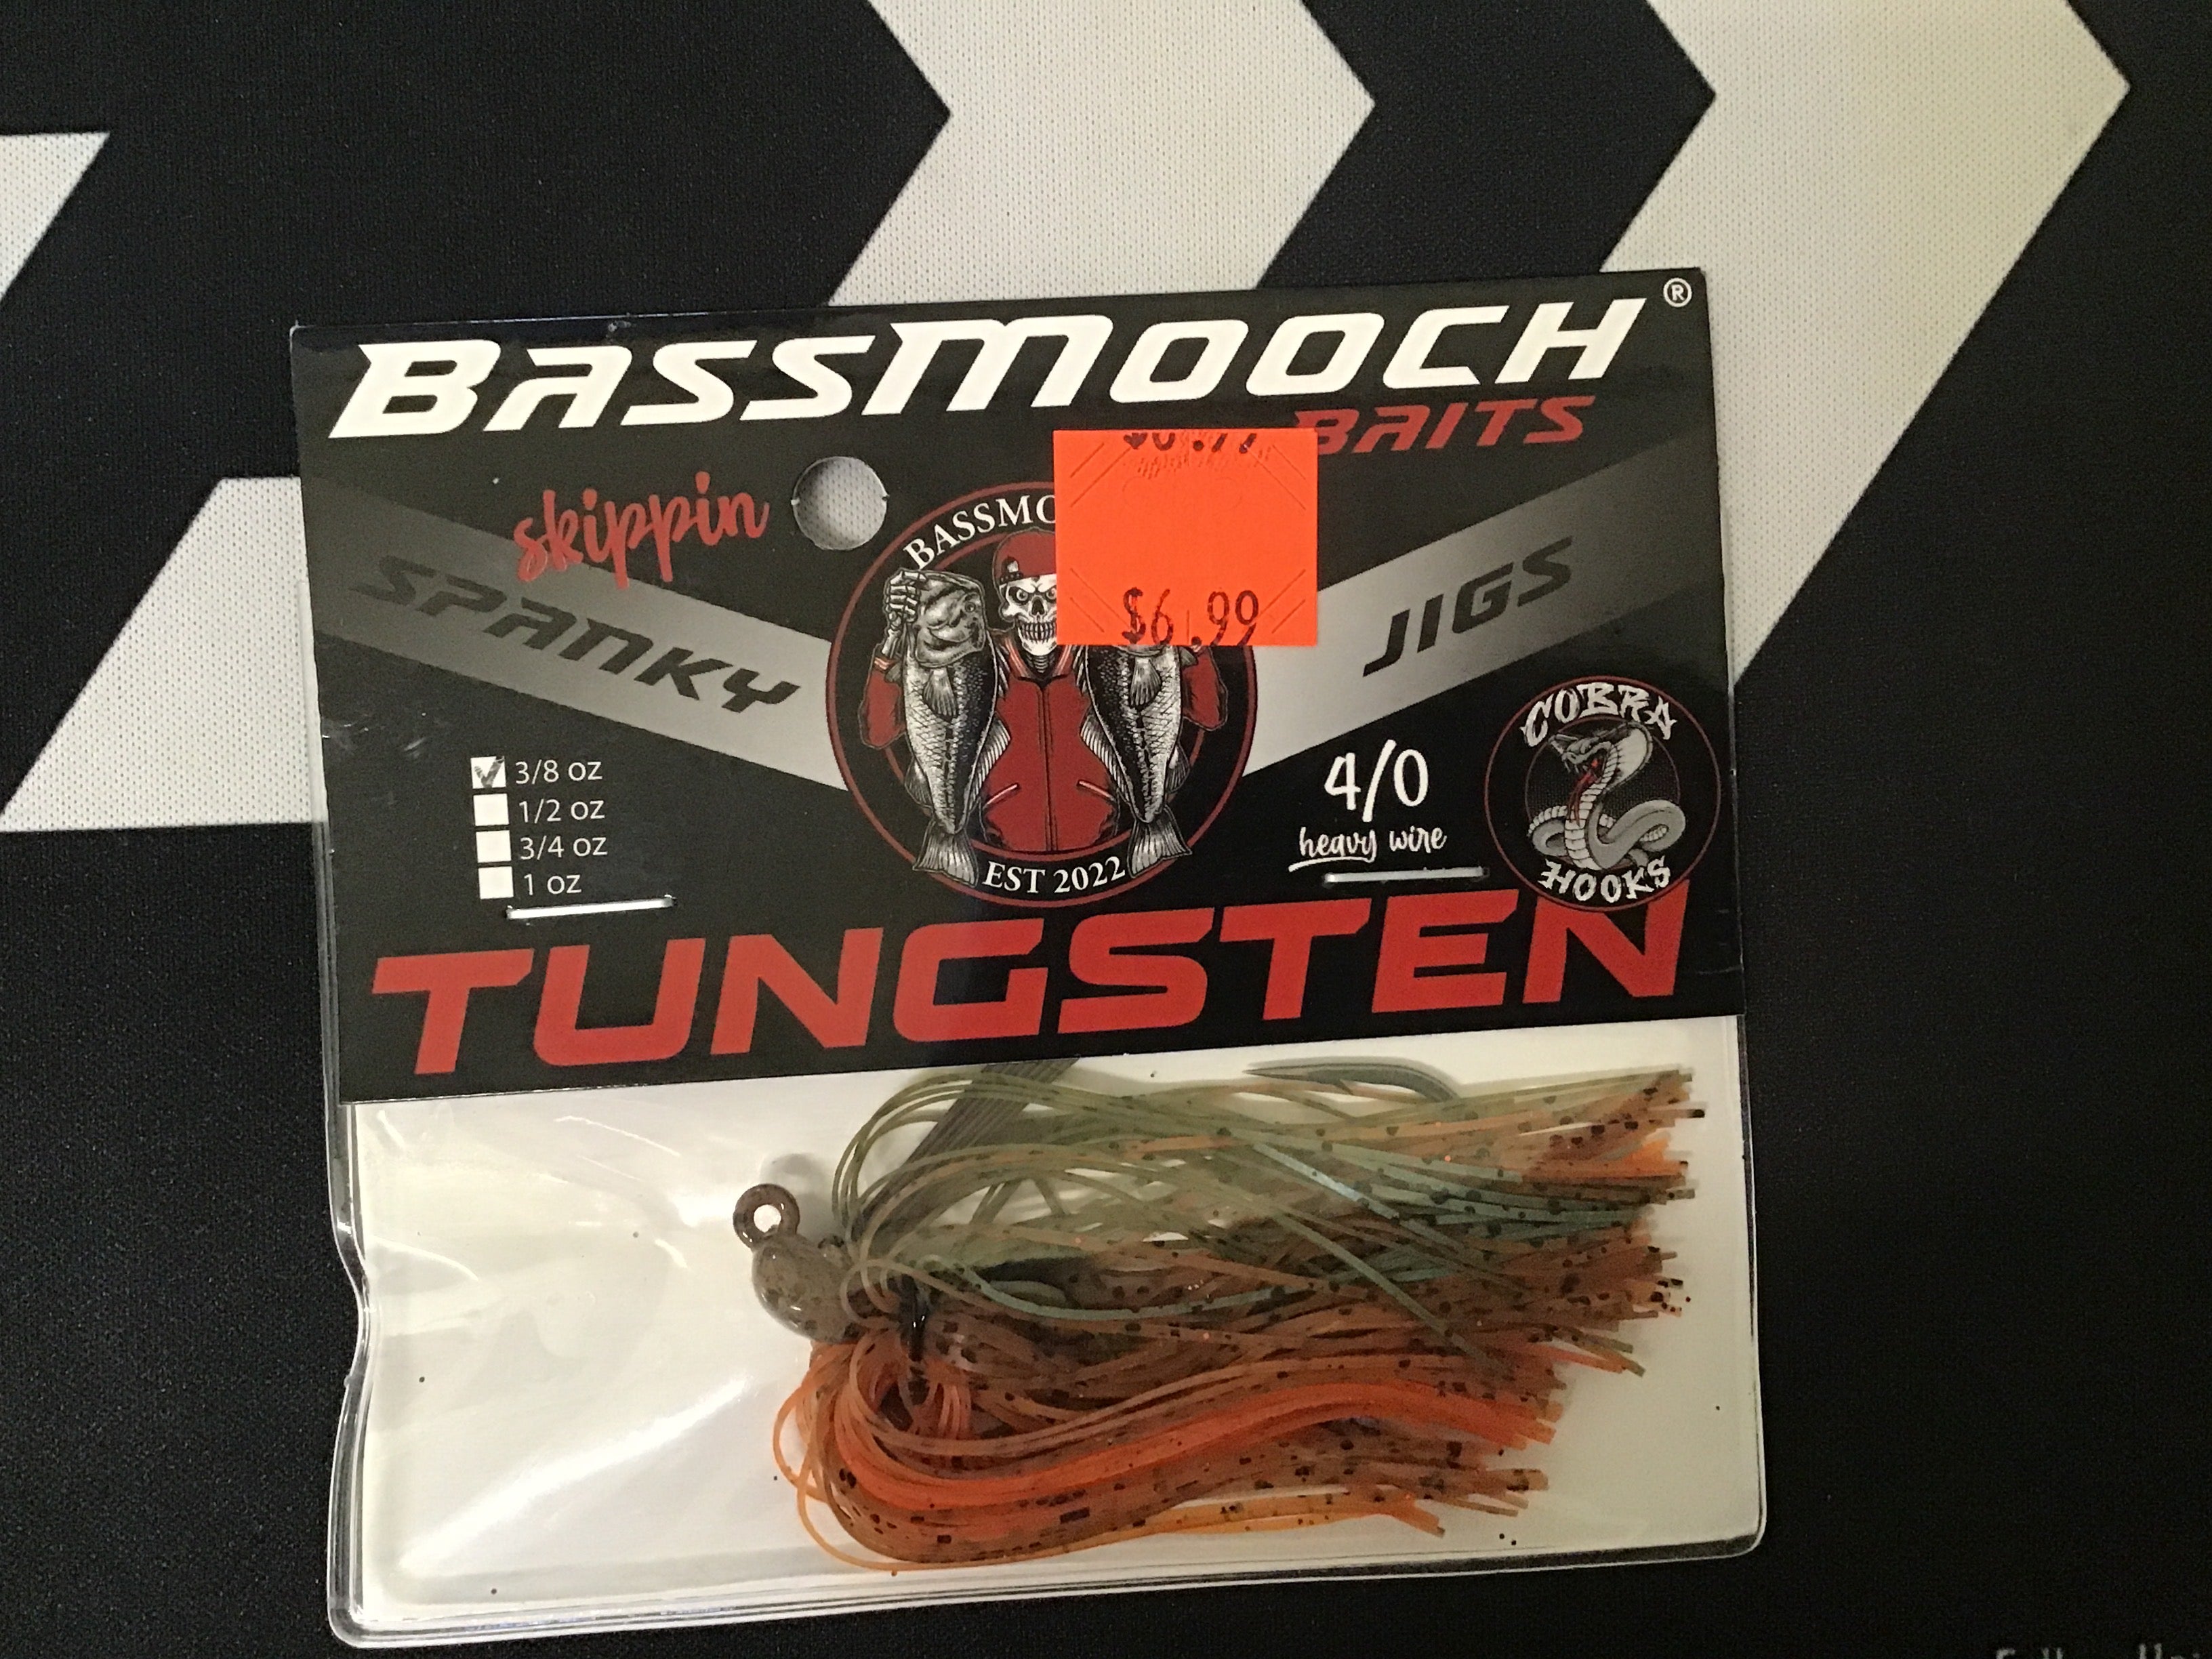 BASSMOOCH®
BAITS
skippin
SPANKY
JIGS
BASSMO
$6.99
COBRA
HOOKS
3/8 oz
1/2 oz
3/4 oz
1 oz
4/0
heavy wire
EST 2022
TUNGSTEN